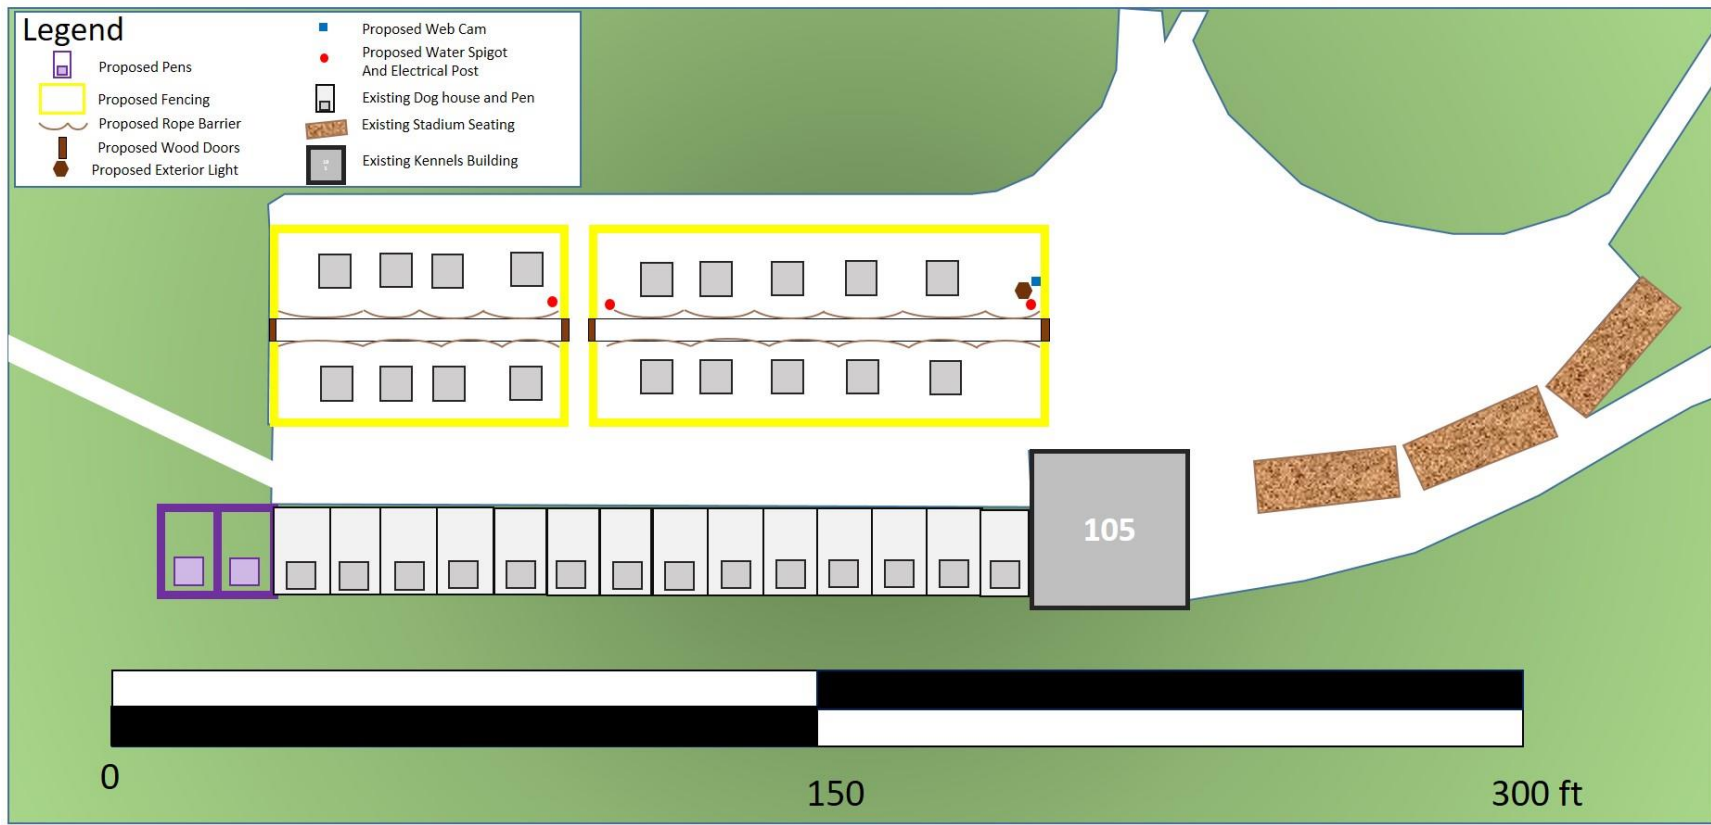 Legend
Proposed Pens
Proposed Fencing
Proposed Rope Barrier
Proposed Wood Doors
Proposed Exterior Light
Proposed Web Cam
Proposed Water Spigot
And Electrical Post
Existing Dog house and Pen
Existing Stadium Seating
Existing Kennels Building
105
0
150
300 ft